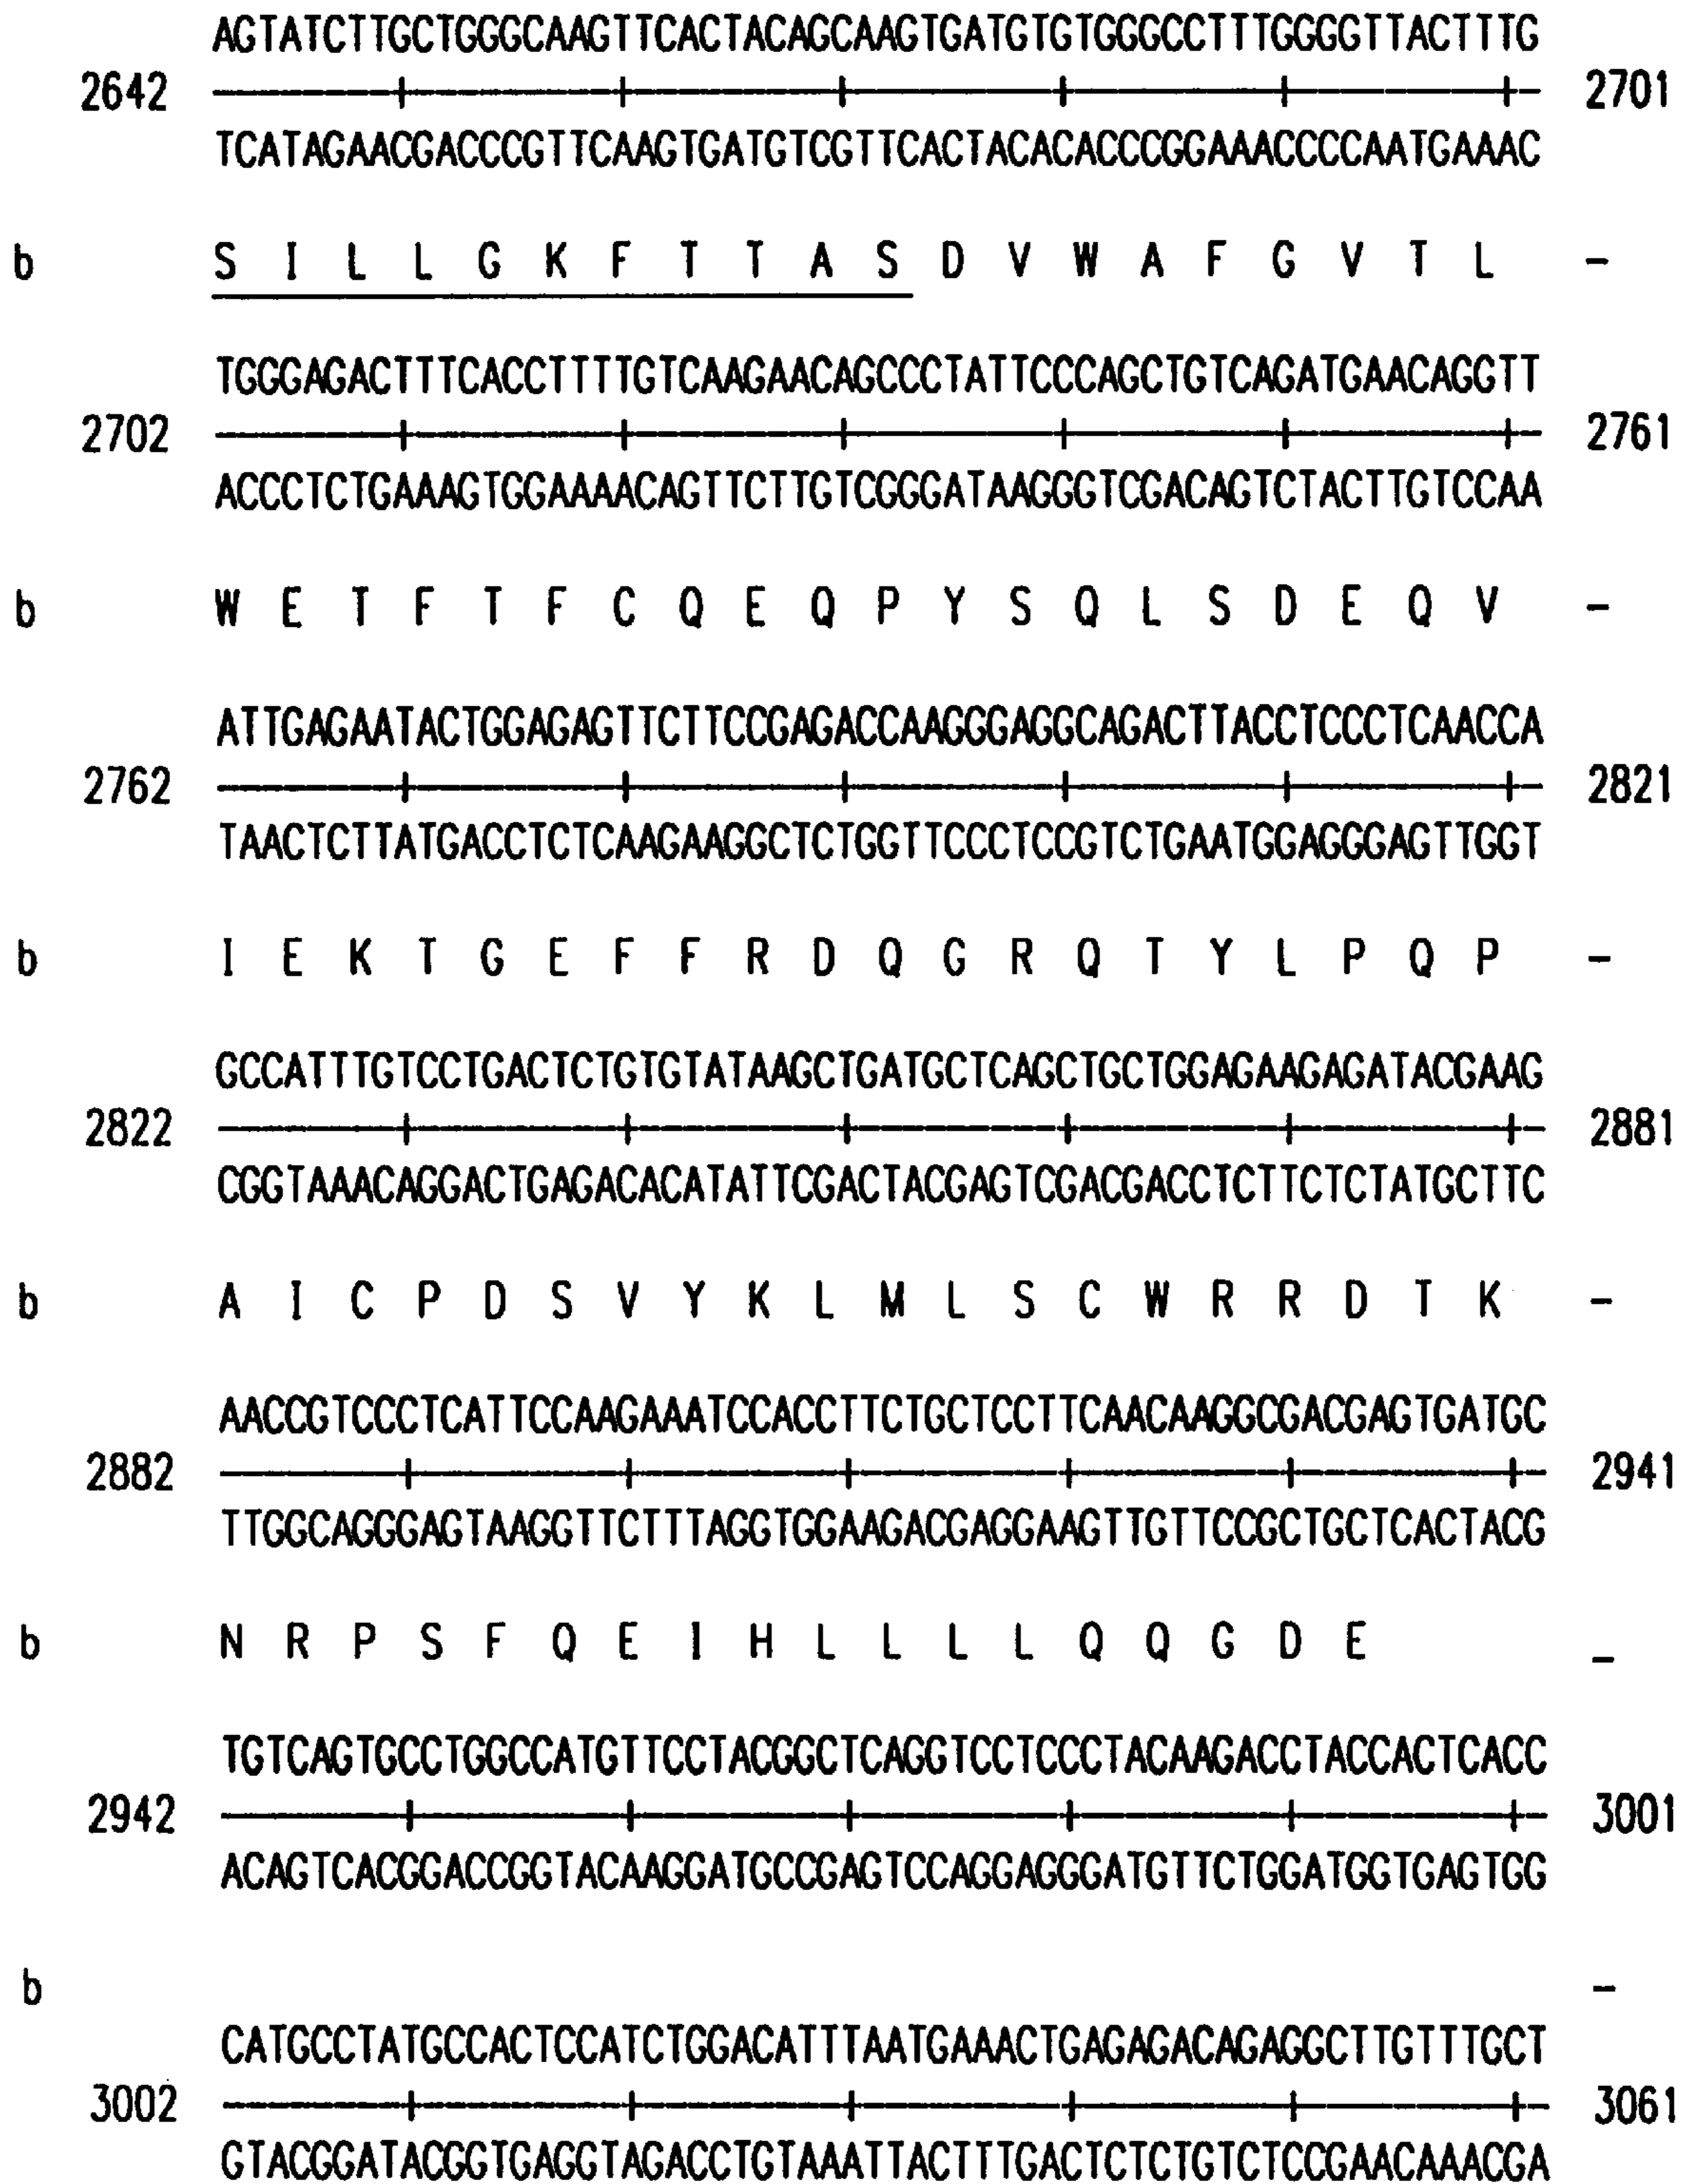 AGTATCTTGCTGGGCAAGTTCACTACAGCAAGTGATGTGTGGGCCTTTGGGGTTACTTTG
2642 2701
TCATAGAACGACCCGTTCAAGTGATGTCGTTCACTACACACCCGGAAACCCCAATGAAAC
b S I L L G K F T T A S D V W A F G V T L -
TGGGAGACTTTCACCTTTTGTCAAGAACAGCCCTATTCCCAGCTGTCAGATGAACAGGTT
2702 2761
ACCCTCTGAAAGTGGAAAACAGTTCTTGTCGGGATAAGGGTCGACAGTCTACTTGTCCAA
b W E T F T F C Q E Q P Y S Q L S D E Q V -
ATTGAGAATACTGGAGAGTTCTTCCGAGACCAAGGGAGGCAGACTTACCTCCCTCAACCA
2762 2821
TAACTCTTATGACCTCTCAAGAAGGCTCTGGTTCCCTCCGTCTGAATGGAGGGAGTTGGT
b I E K T G E F F R D Q G R Q T Y L P Q P -
GCCATTTGTCCTGACTCTGTGTATAAGCTGATGCTCAGCTGCTGGAGAAGAGATACGAAG
2822 2881
CGGTAAACAGGACTGAGACACATATTCGACTACGAGTCGACGACCTCTTCTCTATGCTTC
b A I C P D S V Y K L M L S C W R R D T K -
AACCGTCCCTCATTCCAAGAAATCCACCTTCTGCTCCTTCAACAAGGCGACGAGTGATGC
2882 2941
TTGGCAGGGAGTAAGGTTCTTTAGGTGGAAGACGAGGAAGTTGTTCCGCTGCTCACTACG
b N R P S F Q E I H L L L L Q Q G D E -
TGTCAGTGCCTGGCCATGTTCCTACGGCTCAGGTCCTCCCTACAAGACCTACCACTCACC
2942 3001
ACAGTCACGGACCGGTACAAGGATGCCGAGTCCAGGAGGGATGTTCTGGATGGTGAGTGG
b -
CATGCCTATGCCACTCCATCTGGACATTTAATGAAACTGAGAGACAGAGGCTTGTTTGCT
3002 3061
GTACGGATACGGTGAGGTAGACCTGTAAATTACTTTGACTCTCTGTCTCCGAACAAACGA